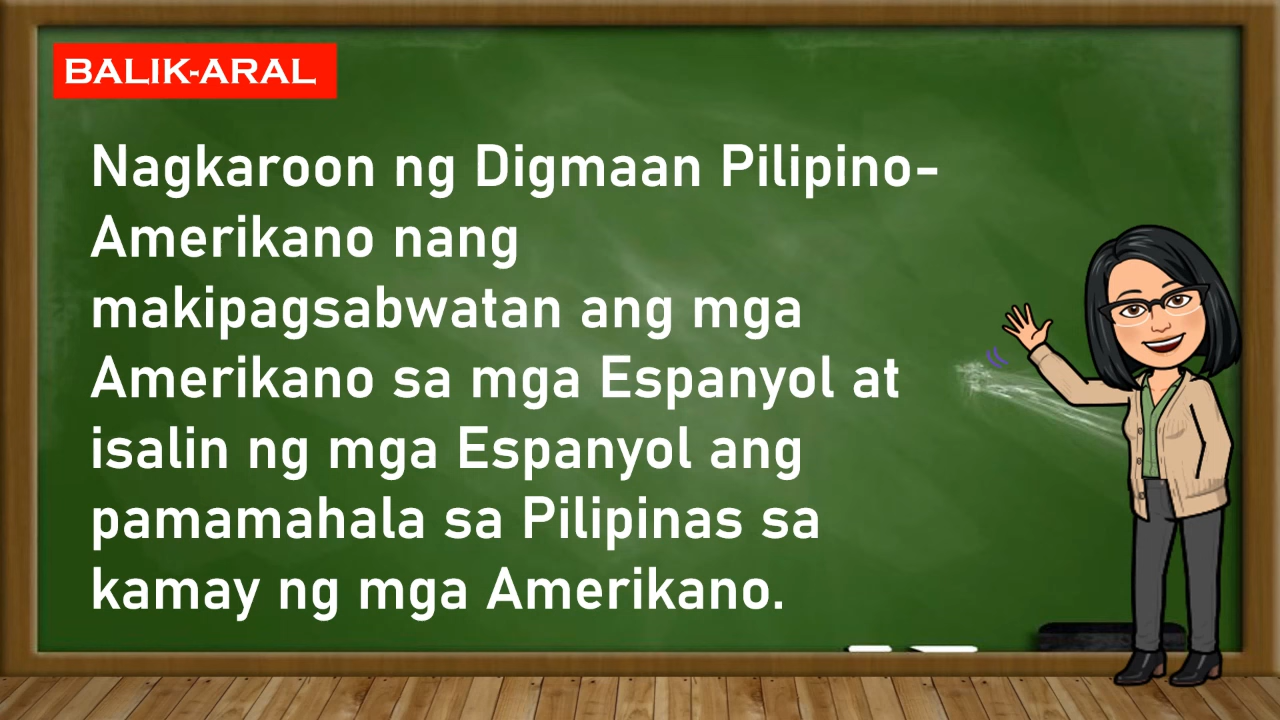 BALIK-ARAL
Nagkaroon ng Digmaan Pilipino-
Amerikano nang
makipagsabwatan ang mga
Amerikano sa mga Espanyol at
isalin ng mga Espanyol ang
pamamahala sa Pilipinas sa
kamay ng mga Amerikano.